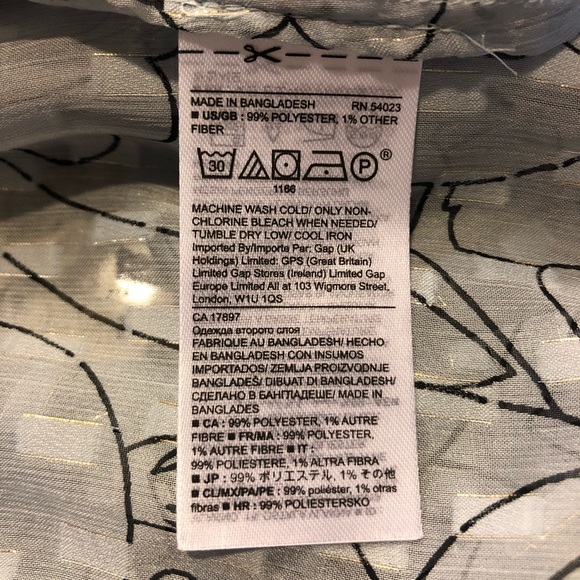 MADE IN BANGLADESH RN 54023
■ US/GB : 99% POLYESTER, 1% OTHER
FIBER
30 P ®
1166
MACHINE WASH COLD/ ONLY NON-
CHLORINE BLEACH WHEN NEEDED/
TUMBLE DRY LOW/ COOL IRON
Imported By/Importe Par: Gap (UK
Holdings) Limited: GPS (Great Britain)
Limited Gap Stores (Ireland) Limited Gap
Europe Limited All at 103 Wigmore Street,
London, W1U 1QS
CA 17897
Одежда второго слоя
FABRIQUE AU BANGLADESH/ HECHO
EN BANGLADESH CON INSUMOS
IMPORTADOS/ ZEMLJA PROIZVODNJE
BANGLADEŠ/ DIBUAT DI BANGLADESH/
СДЕЛАНО В БАНГЛАДЕШЕ/ MADE IN
BANGLADES
■ CA : 99% POLYESTER, 1% AUTRE
FIBRE ■ FR/MA : 99% POLYESTER,
1% AUTRE FIBRE ■ IT :
99% POLIESTERE, 1% ALTRA FIBRA
■ JP : 99% ポリエステル, 1% その他
■ CL/MX/PA/PE : 99% poliéster, 1% otras
fibras ■ HR : 99% POLIESTERSKO